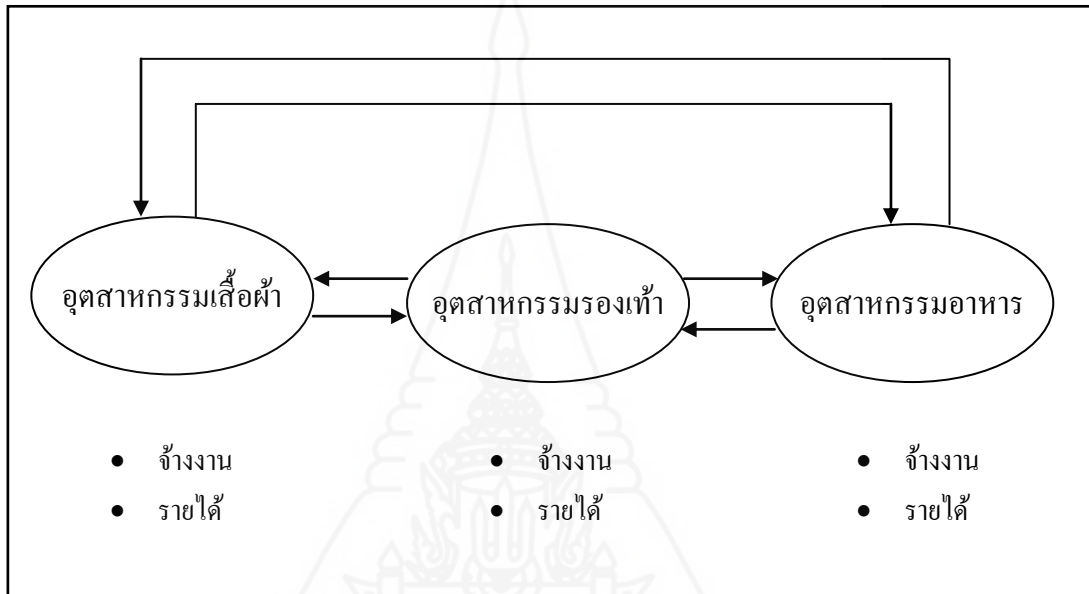 อุตสาหกรรมเสื้อผ้า
อุตสาหกรรมรองเท้า
อุตสาหกรรมอาหาร
• จ้างงาน
• รายได้
• จ้างงาน
• รายได้
• จ้างงาน
• รายได้